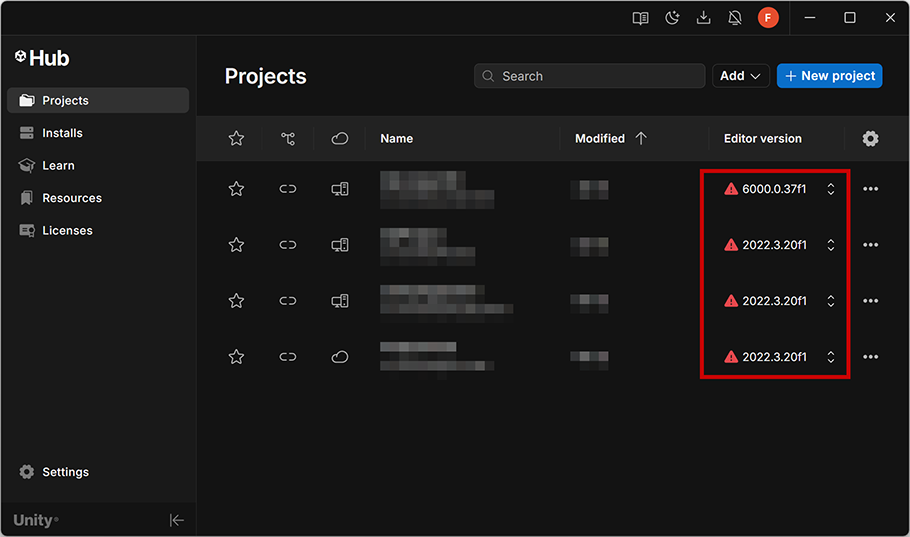 F
Hub
Projects
Search
Add
+ New project
Projects
Installs
Learn
Resources
Licenses
Name
Modified
Editor version
6000.0.37f1
2022.3.20f1
2022.3.20f1
2022.3.20f1
Settings
Unity®